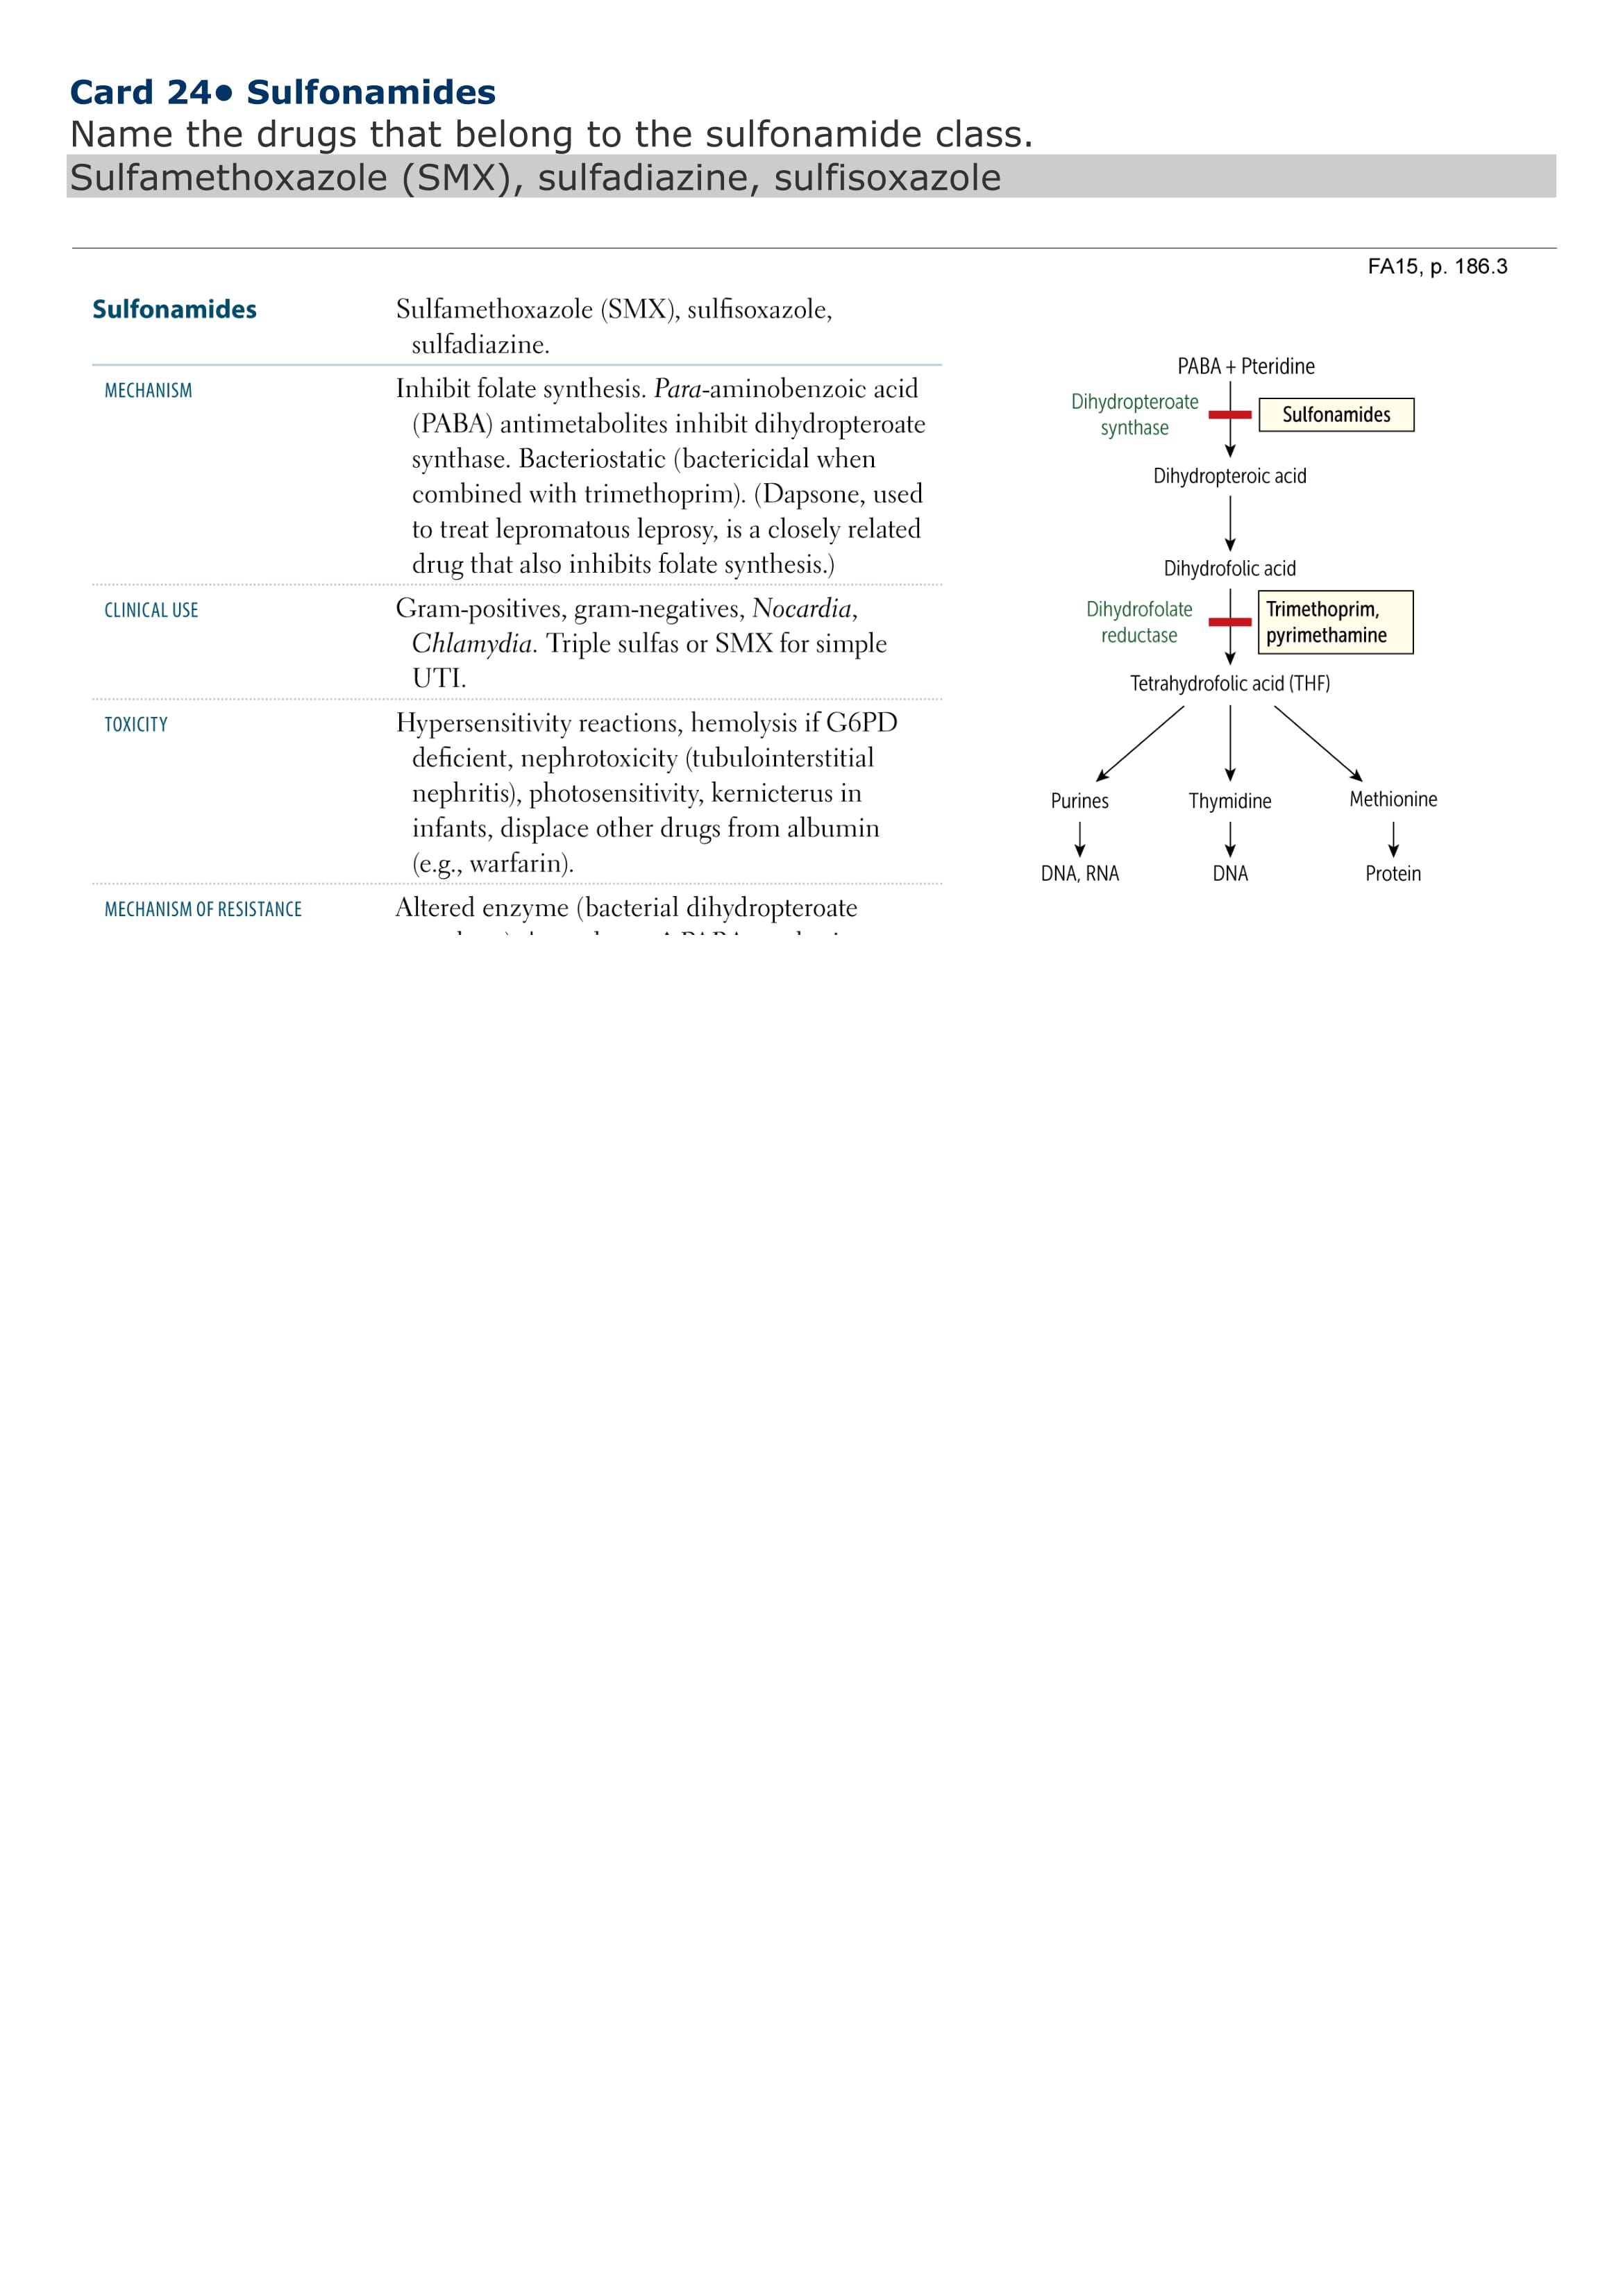 Card 24• Sulfonamides
Name the drugs that belong to the sulfonamide class.
Sulfamethoxazole (SMX), sulfadiazine, sulfisoxazole
FA15, p. 186.3
Sulfonamides
Sulfamethoxazole (SMX), sulfisoxazole,
sulfadiazine.
MECHANISM
Inhibit folate synthesis. Para-aminobenzoic acid
(PABA) antimetabolites inhibit dihydropteroate
synthase. Bacteriostatic (bactericidal when
combined with trimethoprim). (Dapsone, used
to treat lepromatous leprosy, is a closely related
drug that also inhibits folate synthesis.)
CLINICAL USE
Gram-positives, gram-negatives, Nocardia,
Chlamydia. Triple sulfas or SMX for simple
UTI.
TOXICITY
Hypersensitivity reactions, hemolysis if G6PD
deficient, nephrotoxicity (tubulointerstitial
nephritis), photosensitivity, kernicterus in
infants, displace other drugs from albumin
(e.g., warfarin).
MECHANISM OF RESISTANCE
Altered enzyme (bacterial dihydropteroate
PABA + Pteridine
Dihydropteroate
synthase
Sulfonamides
Dihydropteroic acid
Dihydrofolic acid
Dihydrofolate
reductase
Trimethoprim,
pyrimethamine
Tetrahydrofolic acid (THF)
Purines
Thymidine
Methionine
DNA, RNA
DNA
Protein